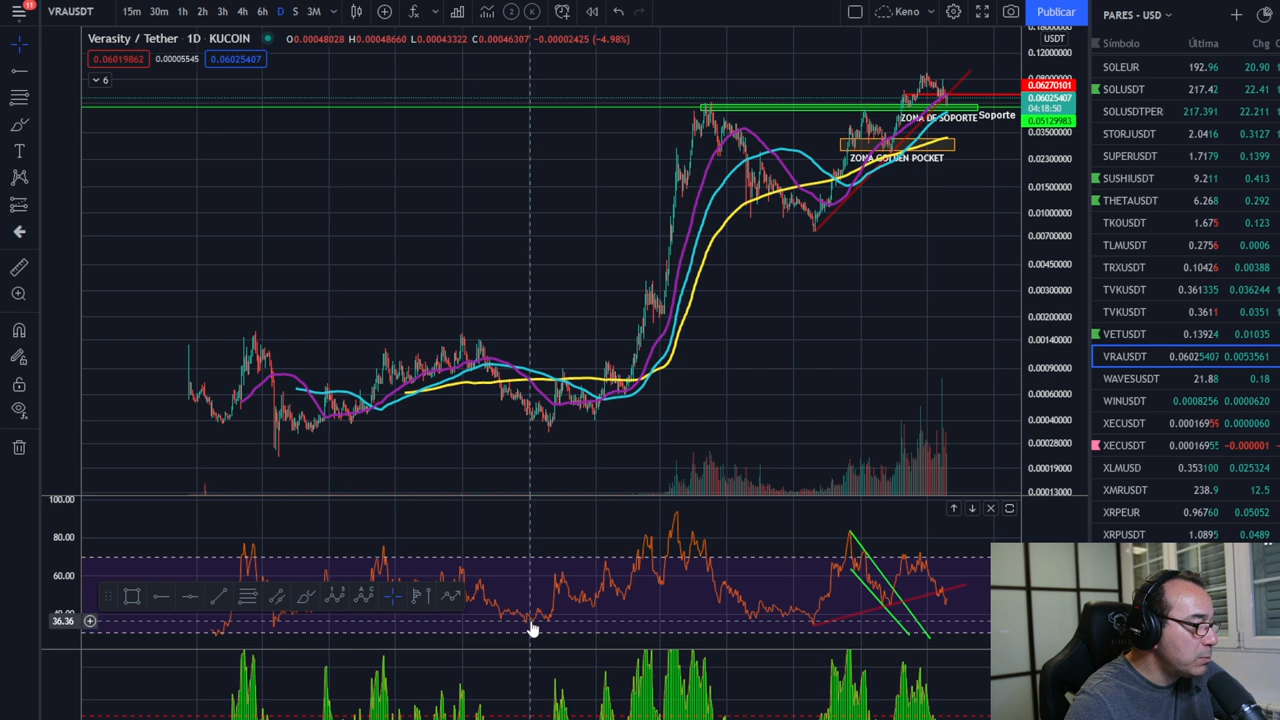 11
VRAUSDT 15m 30m 1h 2h 3h 4h 6h D S 3M 2 K Keno Publicar PARES - USD
Verasity / Tether · 1D · KUCOIN O0.00048028 H0.00048660 L0.00043322 C0.00046307 −0.00002425 (−4.98%)
USDT
0.06019862 0.00005545 0.06025407
6
0.12000000
0.06270101
0.06025407
04:18:50
0.05129983
0.03500000
0.02300000
0.01500000
0.01000000
0.00700000
0.00450000
0.00300000
0.00200000
0.00140000
0.00090000
0.00060000
0.00040000
0.00028000
0.00019000
0.00013000
ZONA DE SOPORTE
Soporte
ZONA GOLDEN POCKET
100.00
80.00
60.00
36.36
Símbolo Última Chg
SOLEUR 192.96 20.90
SOLUSDT 217.42 22.41
SOLUSDTPER 217.391 22.211
STORJUSDT 2.0416 0.3127
SUPERUSDT 1.7179 0.1399
SUSHIUSDT 9.211 0.413
THETAUSDT 6.268 0.292
TKOUSDT 1.675 0.123
TLMUSDT 0.2756 0.0006
TRXUSDT 0.10426 0.00388
TVKUSDT 0.361335 0.036244
TVKUSDT 0.3611 0.0351
VETUSDT 0.13924 0.01035
VRAUSDT 0.06025407 0.0053561
WAVESUSDT 21.88 0.18
WINUSDT 0.0008256 0.0000620
XECUSDT 0.00016959 0.0000060
XECUSDT 0.00016955 −0.000001
XLMUSD 0.353100 0.025324
XMRUSDT 238.9 12.5
XRPEUR 0.96760 0.05052
XRPUSDT 1.0895 0.0489